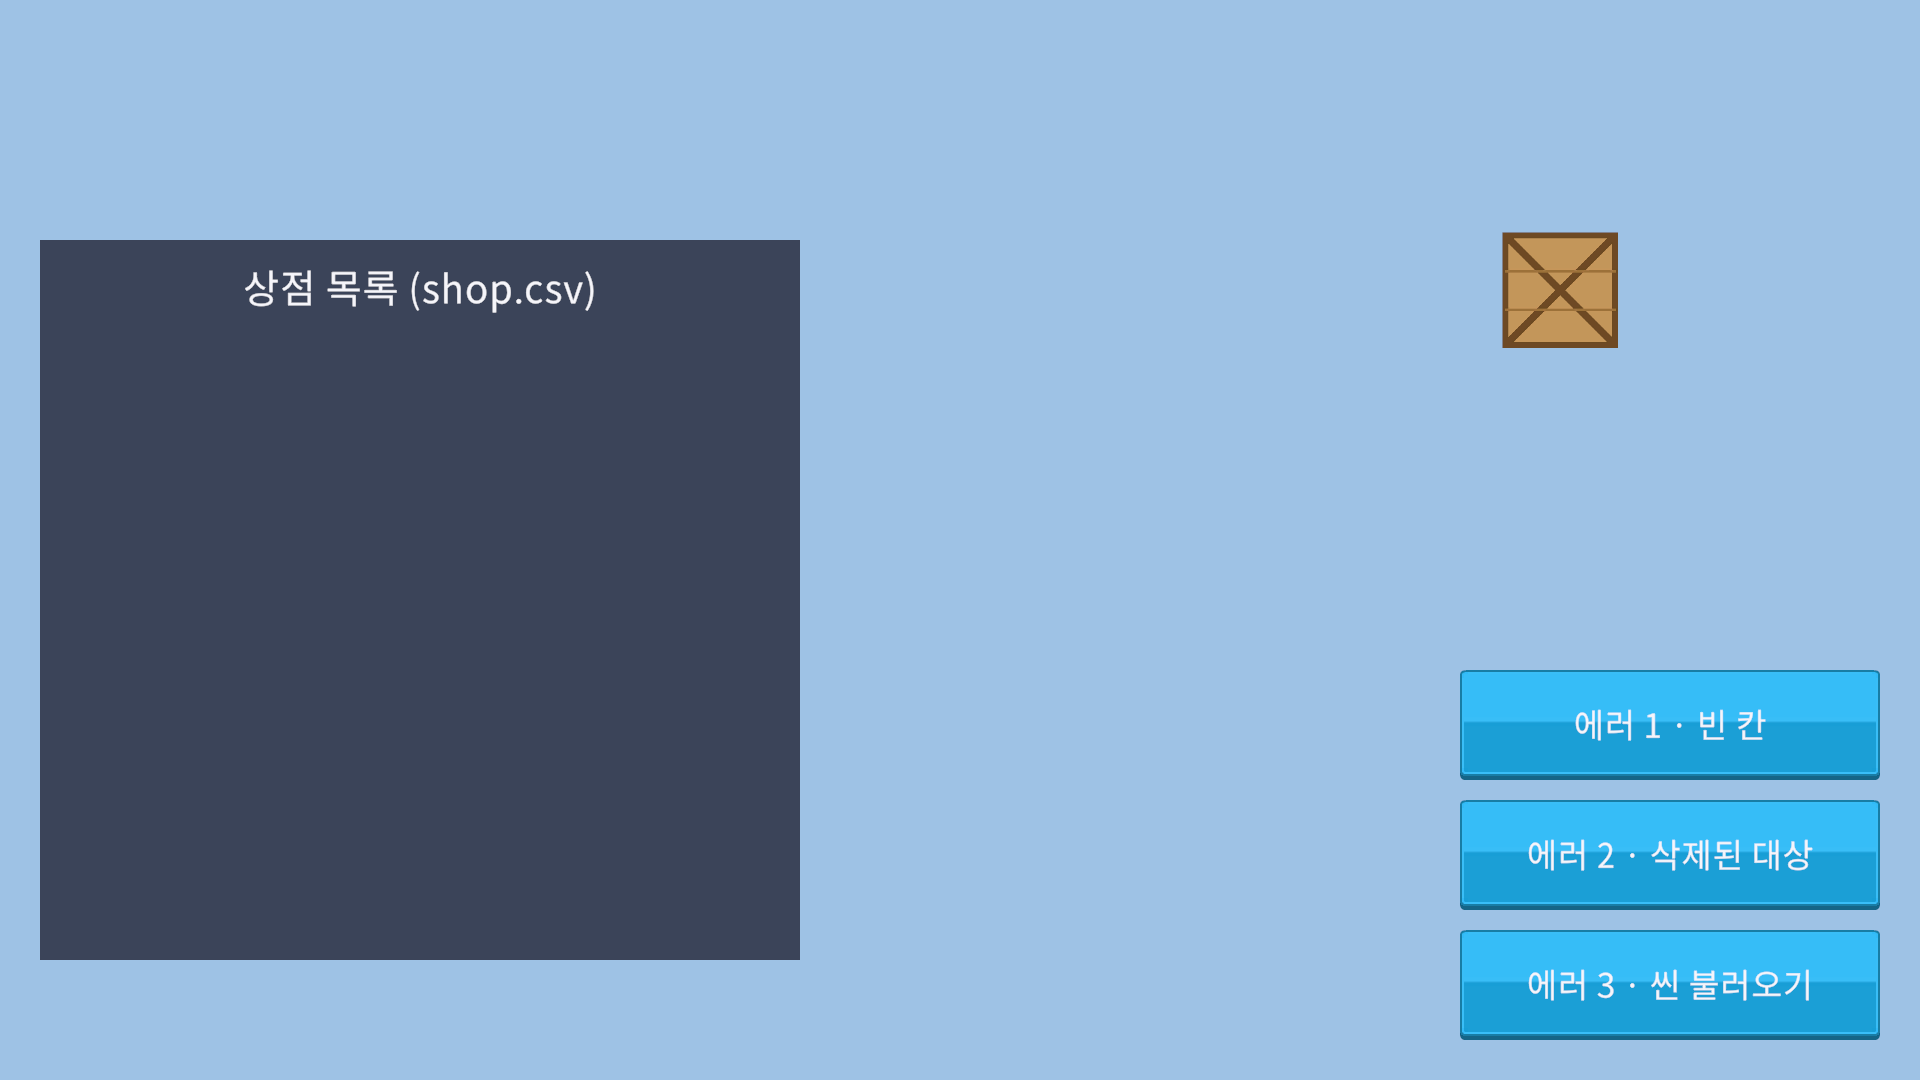 상점 목록 (shop.csv)
에러 1 · 빈 칸
에러 2 · 삭제된 대상
에러 3 · 씬 불러오기